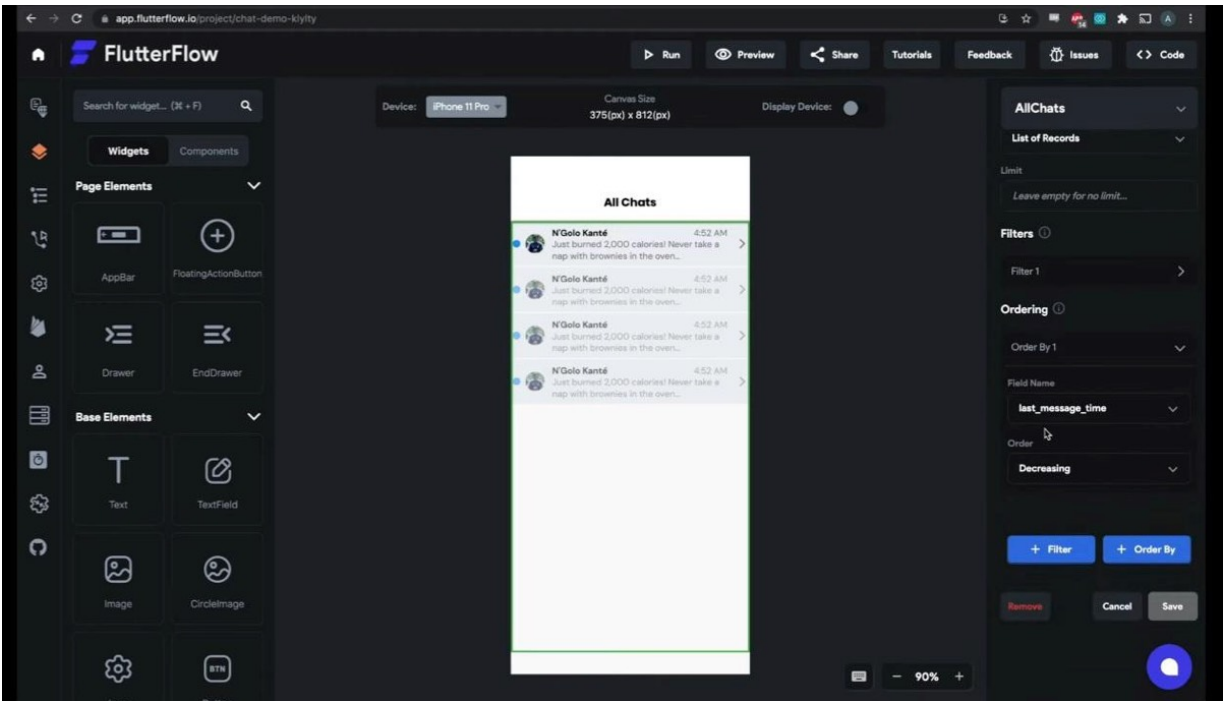 app.flutterflow.io/project/chat-demo-klylty
14
A
FlutterFlow
Run
Preview
Share
Tutorials
Feedback
Issues
<> Code
Search for widget... (⌘ + F)
Widgets
Components
Page Elements
AppBar
FloatingActionButton
Drawer
EndDrawer
Base Elements
Text
TextField
Image
CircleImage
BTN
Device:
iPhone 11 Pro
Canvas Size
375(px) x 812(px)
Display Device:
All Chats
N'Golo Kanté 4:52 AM
Just burned 2,000 calories! Never take a
nap with brownies in the oven...
N'Golo Kanté 4:52 AM
Just burned 2,000 calories! Never take a
nap with brownies in the oven...
N'Golo Kanté 4:52 AM
Just burned 2,000 calories! Never take a
nap with brownies in the oven...
N'Golo Kanté 4:52 AM
Just burned 2,000 calories! Never take a
nap with brownies in the oven...
− 90% +
AllChats
List of Records
Limit
Leave empty for no limit...
Filters
Filter 1
Ordering
Order By 1
Field Name
last_message_time
Order
Decreasing
+ Filter
+ Order By
Remove
Cancel
Save